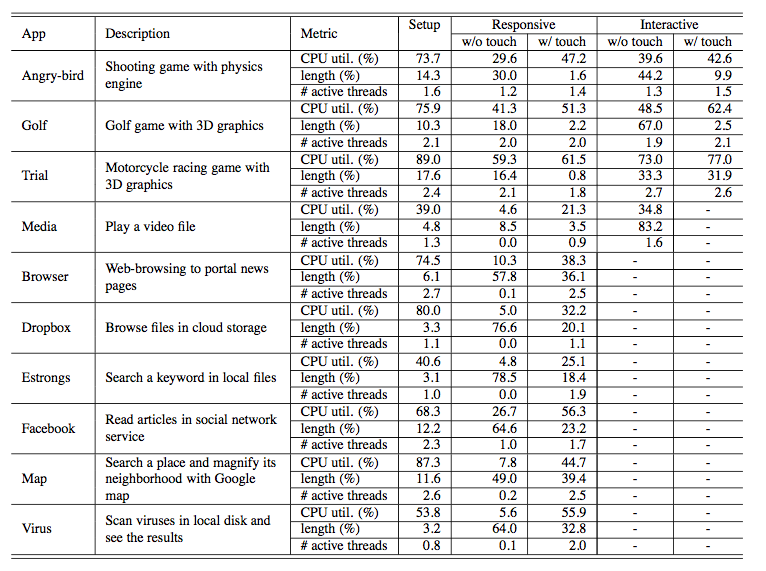 App Description Metric Setup Responsive Interactive
w/o touch w/ touch w/o touch w/ touch
Angry-bird Shooting game with physics engine CPU util. (%) 73.7 29.6 47.2 39.6 42.6
length (%) 14.3 30.0 1.6 44.2 9.9
# active threads 1.6 1.2 1.4 1.3 1.5
Golf Golf game with 3D graphics CPU util. (%) 75.9 41.3 51.3 48.5 62.4
length (%) 10.3 18.0 2.2 67.0 2.5
# active threads 2.1 2.0 2.0 1.9 2.1
Trial Motorcycle racing game with 3D graphics CPU util. (%) 89.0 59.3 61.5 73.0 77.0
length (%) 17.6 16.4 0.8 33.3 31.9
# active threads 2.4 2.1 1.8 2.7 2.6
Media Play a video file CPU util. (%) 39.0 4.6 21.3 34.8 -
length (%) 4.8 8.5 3.5 83.2 -
# active threads 1.3 0.0 0.9 1.6 -
Browser Web-browsing to portal news pages CPU util. (%) 74.5 10.3 38.3 - -
length (%) 6.1 57.8 36.1 - -
# active threads 2.7 0.1 2.5 - -
Dropbox Browse files in cloud storage CPU util. (%) 80.0 5.0 32.2 - -
length (%) 3.3 76.6 20.1 - -
# active threads 1.1 0.0 1.1 - -
Estrongs Search a keyword in local files CPU util. (%) 40.6 4.8 25.1 - -
length (%) 3.1 78.5 18.4 - -
# active threads 1.0 0.0 1.9 - -
Facebook Read articles in social network service CPU util. (%) 68.3 26.7 56.3 - -
length (%) 12.2 64.6 23.2 - -
# active threads 2.3 1.0 1.7 - -
Map Search a place and magnify its neighborhood with Google map CPU util. (%) 87.3 7.8 44.7 - -
length (%) 11.6 49.0 39.4 - -
# active threads 2.6 0.2 2.5 - -
Virus Scan viruses in local disk and see the results CPU util. (%) 53.8 5.6 55.9 - -
length (%) 3.2 64.0 32.8 - -
# active threads 0.8 0.1 2.0 - -